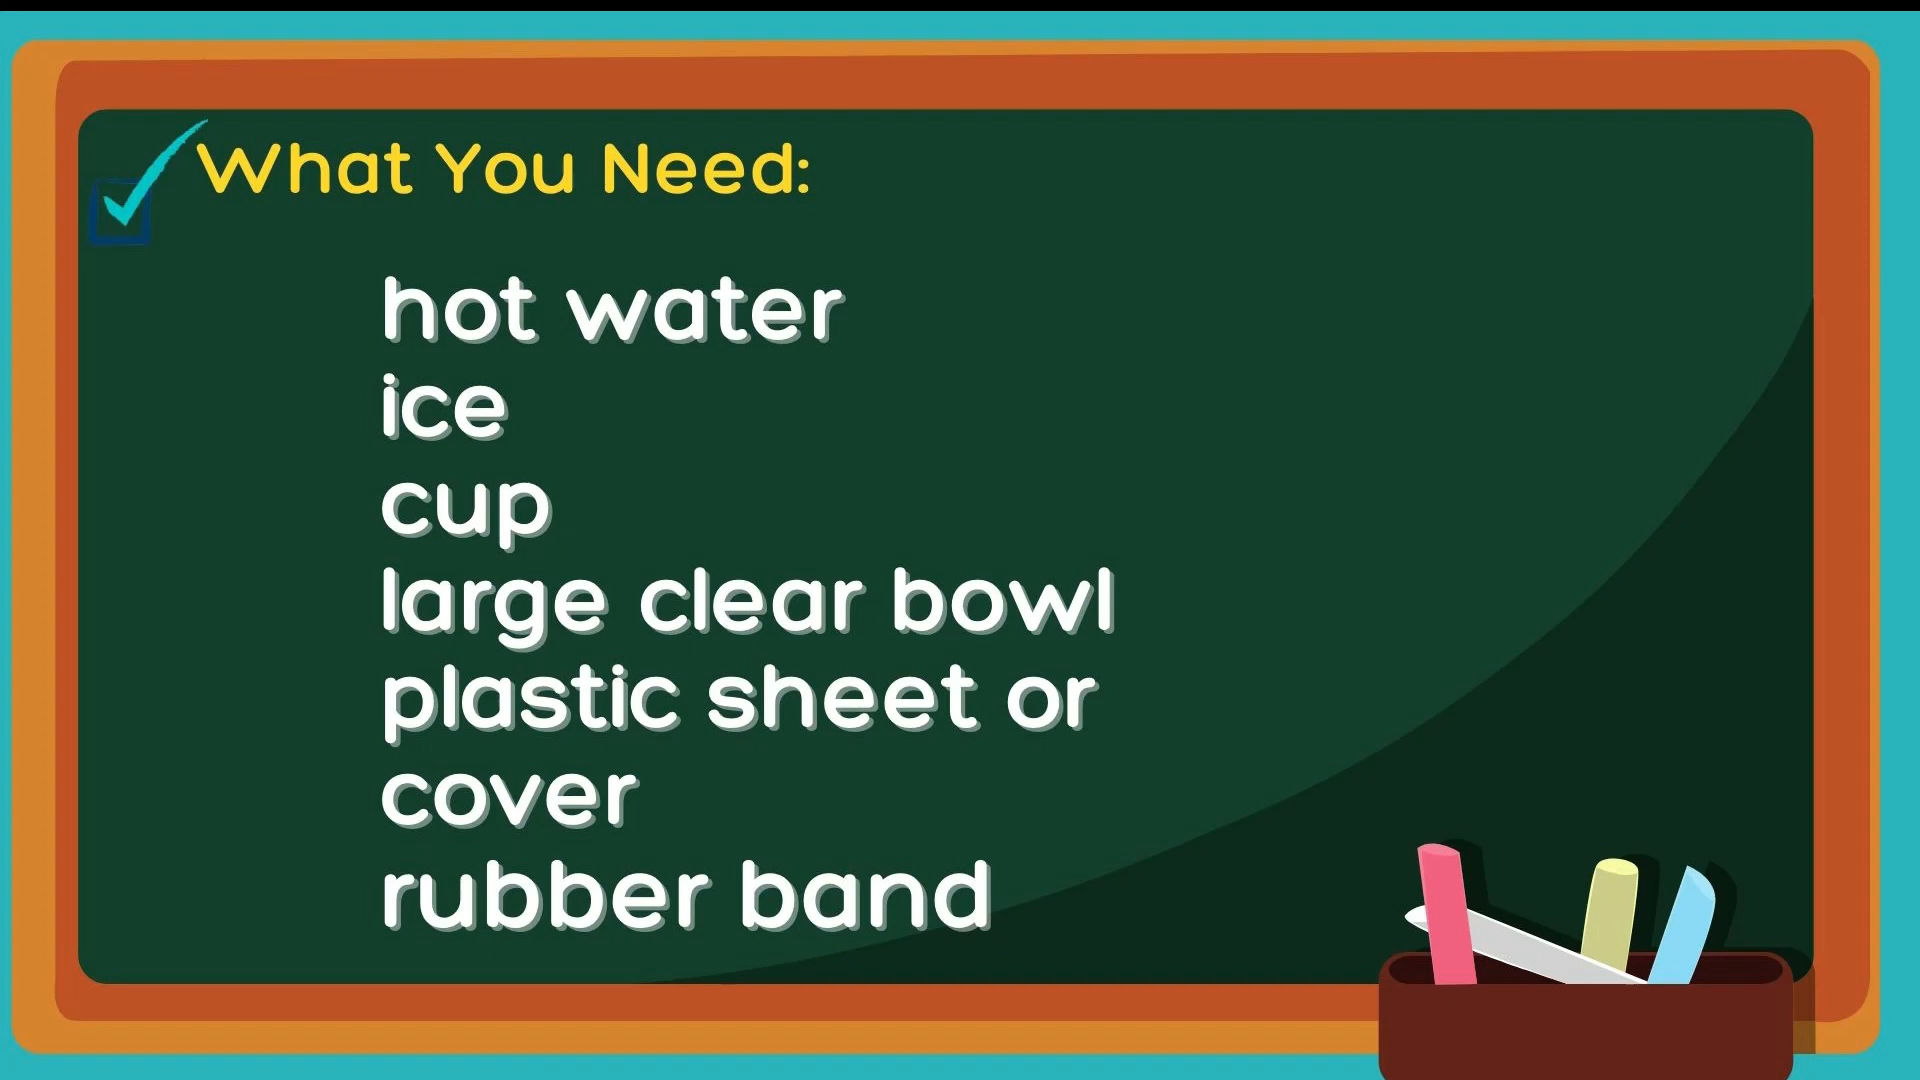 What You Need:
hot water
ice
cup
large clear bowl
plastic sheet or
cover
rubber band